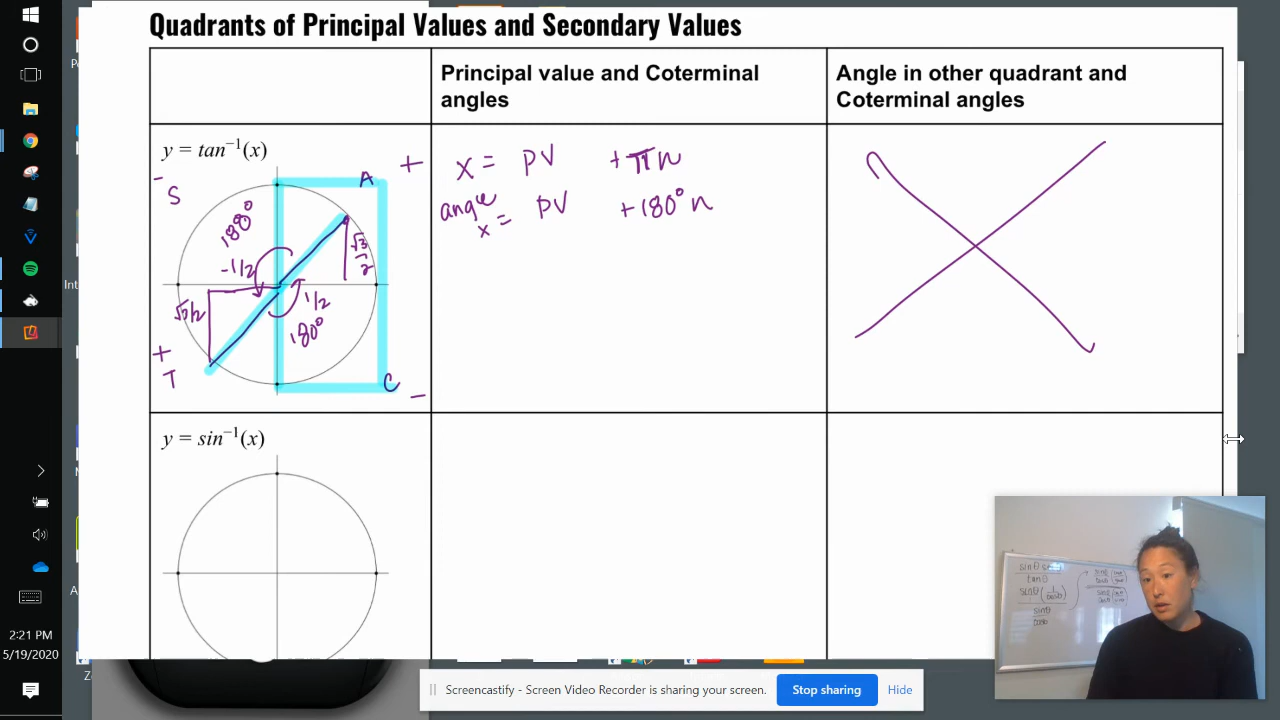 Quadrants of Principal Values and Secondary Values
Principal value and Coterminal
angles
Angle in other quadrant and
Coterminal angles
y = tan⁻¹(x)
+
-
S
A
180°
√3/2
-1/2
√3/2
1/2
180°
+
T
C
-
x = PV + πn
angle
x = PV + 180° n
y = sin⁻¹(x)
tanθ
sinθ
2:21 PM
5/19/2020
Screencastify - Screen Video Recorder is sharing your screen.
Stop sharing
Hide